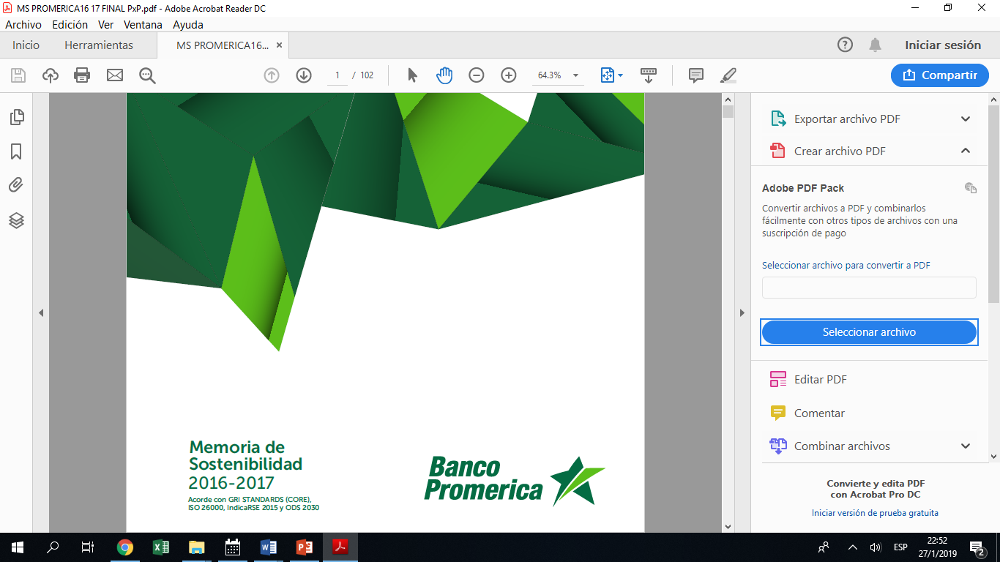 MS PROMERICA16 17 FINAL PxP.pdf - Adobe Acrobat Reader DC
Archivo Edición Ver Ventana Ayuda
Inicio Herramientas MS PROMERICA16... × Iniciar sesión
1 / 102 64.3% Compartir
Exportar archivo PDF
Crear archivo PDF
Adobe PDF Pack
Convertir archivos a PDF y combinarlos
fácilmente con otros tipos de archivos con una
suscripción de pago
Seleccionar archivo para convertir a PDF
Seleccionar archivo
Editar PDF
Comentar
Combinar archivos
Convierte y edita PDF
con Acrobat Pro DC
Iniciar versión de prueba gratuita
Memoria de
Sostenibilidad
2016-2017
Acorde con GRI STANDARDS (CORE),
ISO 26000, IndicaRSE 2015 y ODS 2030
Banco
Promerica
ESP
22:52
27/1/2019
2